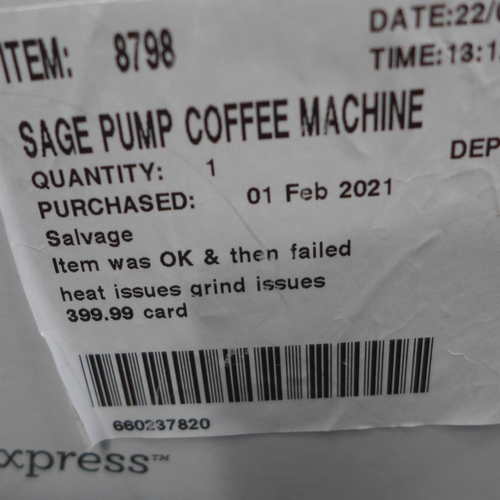 ITEM: 8798
DATE:22/
TIME:13:1
SAGE PUMP COFFEE MACHINE
DEP
QUANTITY: 1
PURCHASED: 01 Feb 2021
Salvage
Item was OK & then failed
heat issues grind issues
399.99 card
660237820
xpress™